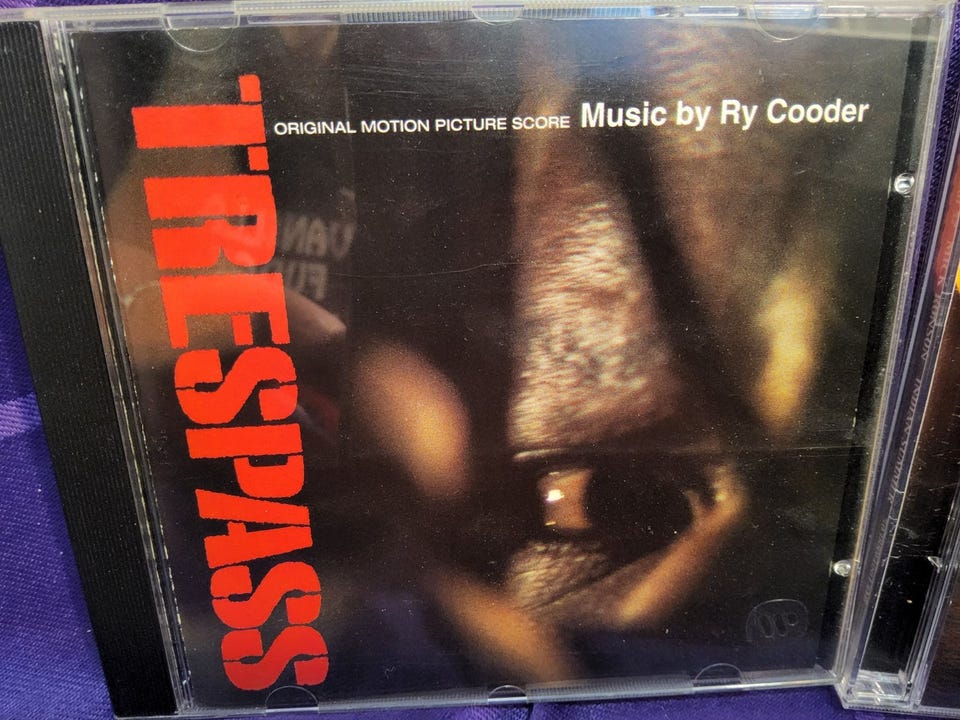 TRESPASS
ORIGINAL MOTION PICTURE SCORE Music by Ry Cooder